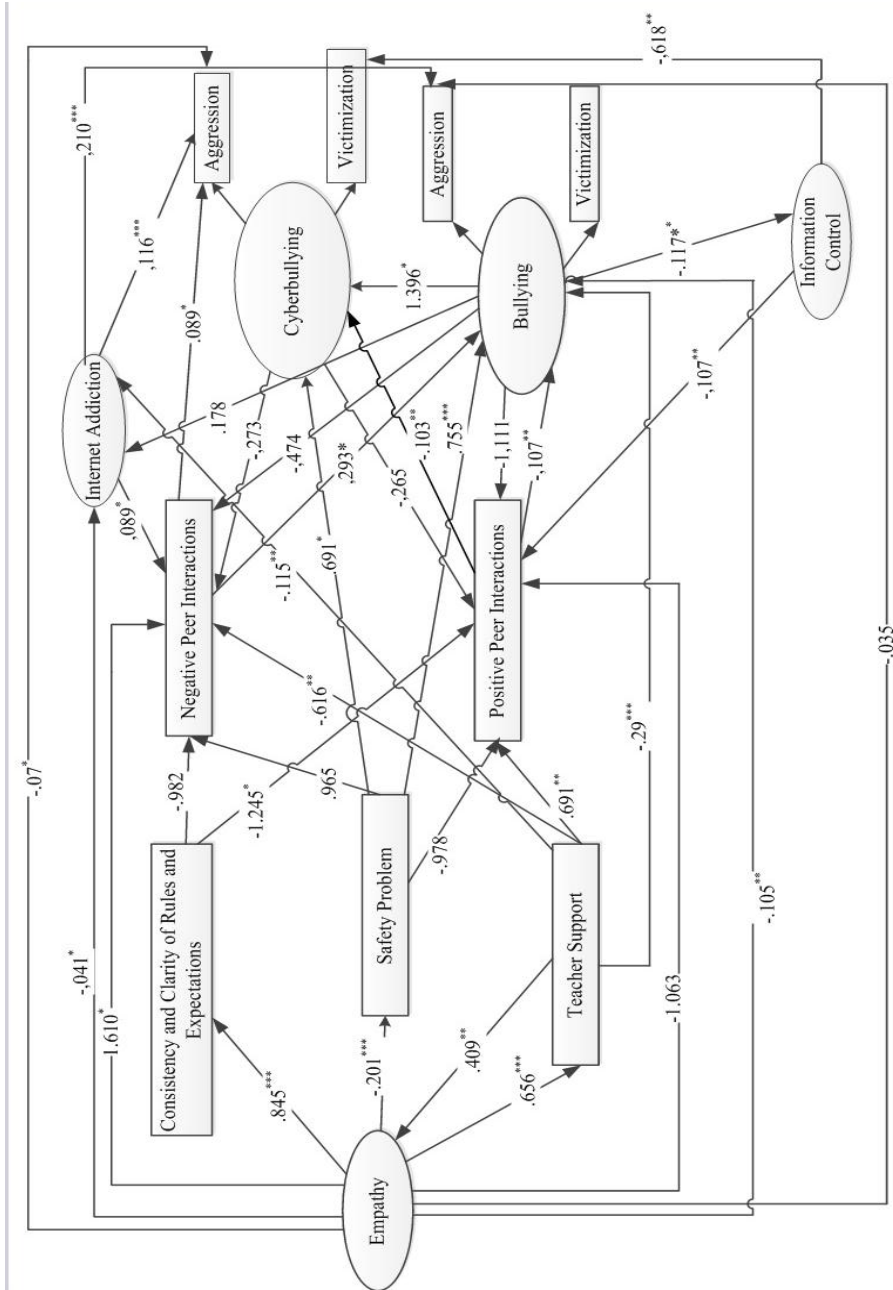 -.07*
-,041*
,210***
Internet Addiction
1.610*
,089*
,116***
Consistency and Clarity of Rules and
Expectations
-.982
Negative Peer Interactions
.089*
Aggression
.178
.845***
-1.245*
.965
-,273
Cyberbullying
-.616**
-.115**
-,474
.691*
,293*
Victimization
Empathy
-.201***
Safety Problem
-,265
-.103**
1.396*
-.978
.755***
Aggression
.409**
Positive Peer Interactions
-1,111
Bullying
.656***
-,107**
Teacher Support
.691**
Victimization
-.29***
-1.063
-.117**
-,107**
-,618**
-.105**
Information
Control
-.035